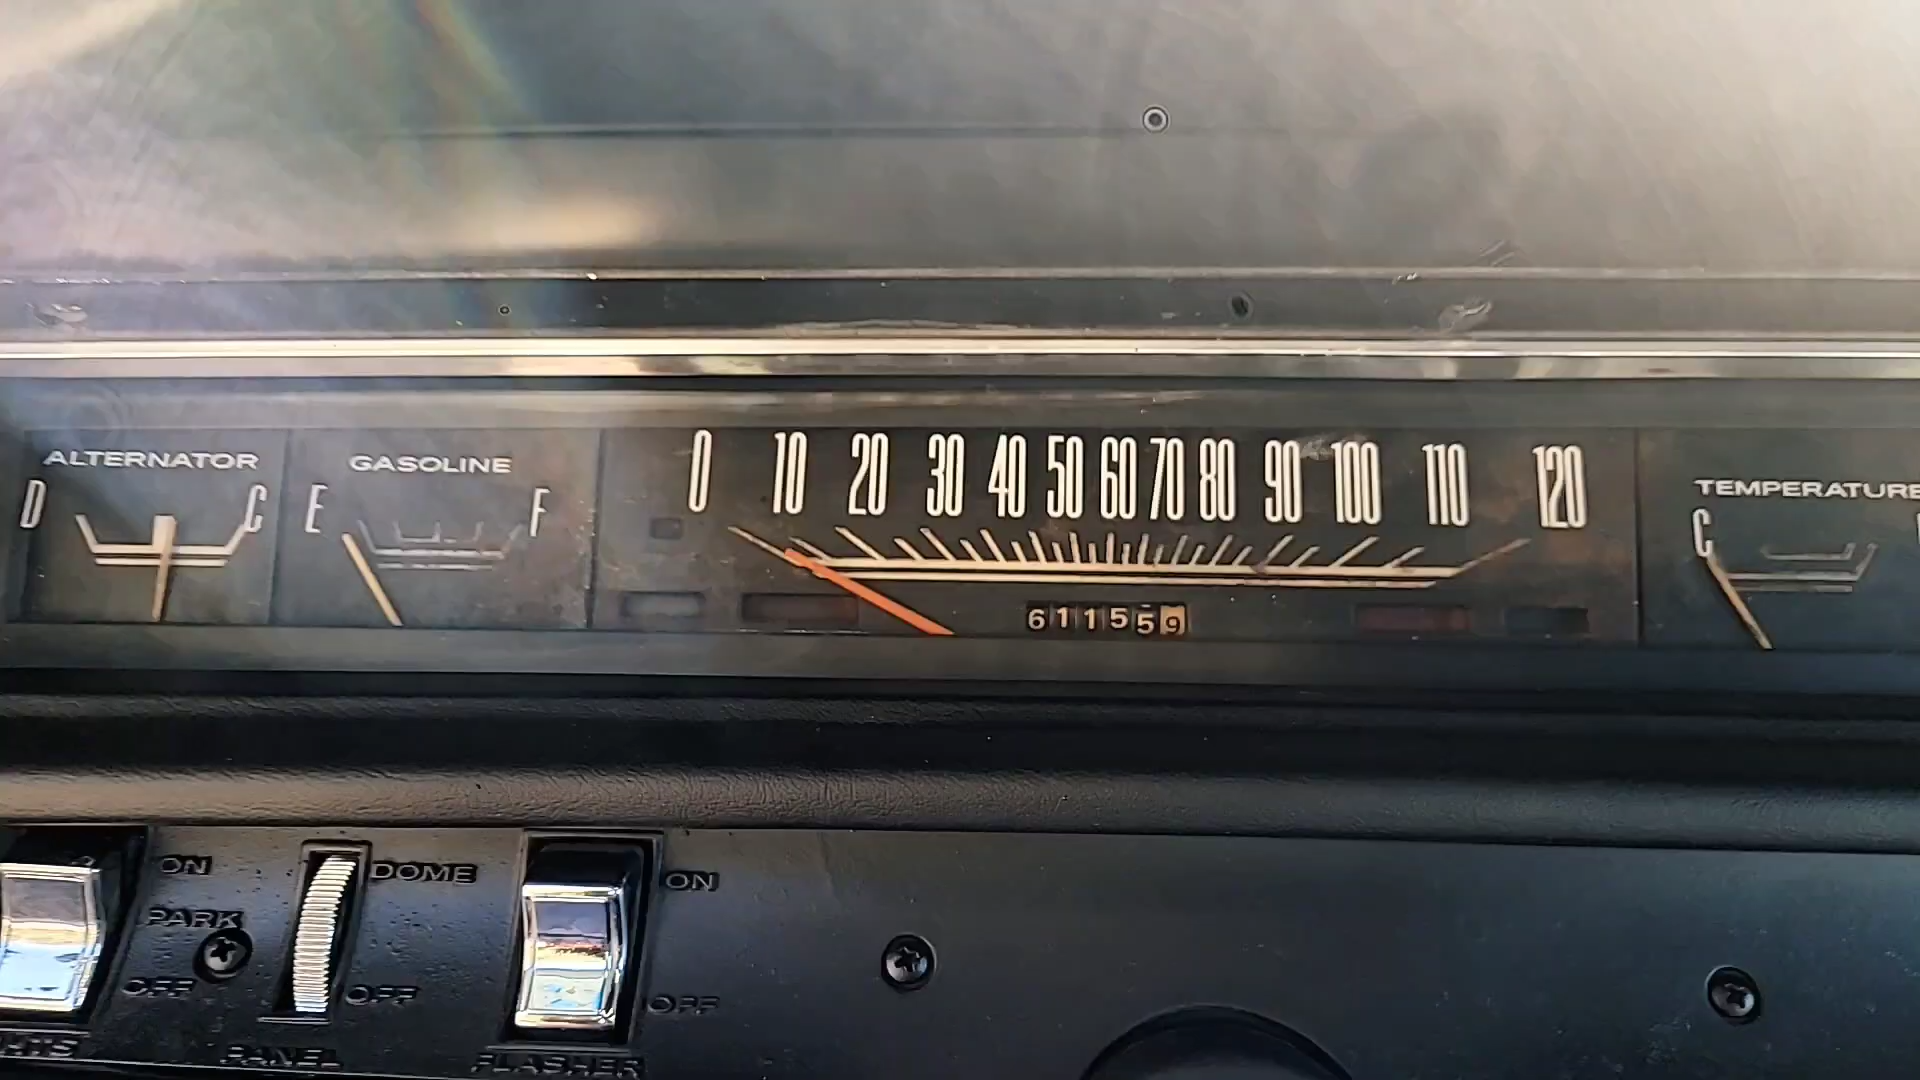 ALTERNATOR
D C
GASOLINE
E F
0 10 20 30 40 50 60 70 80 90 100 110 120
611559
TEMPERATURE
C
ON
PARK
OFF
DOME
OFF
PANEL
ON
OFF
FLASHER